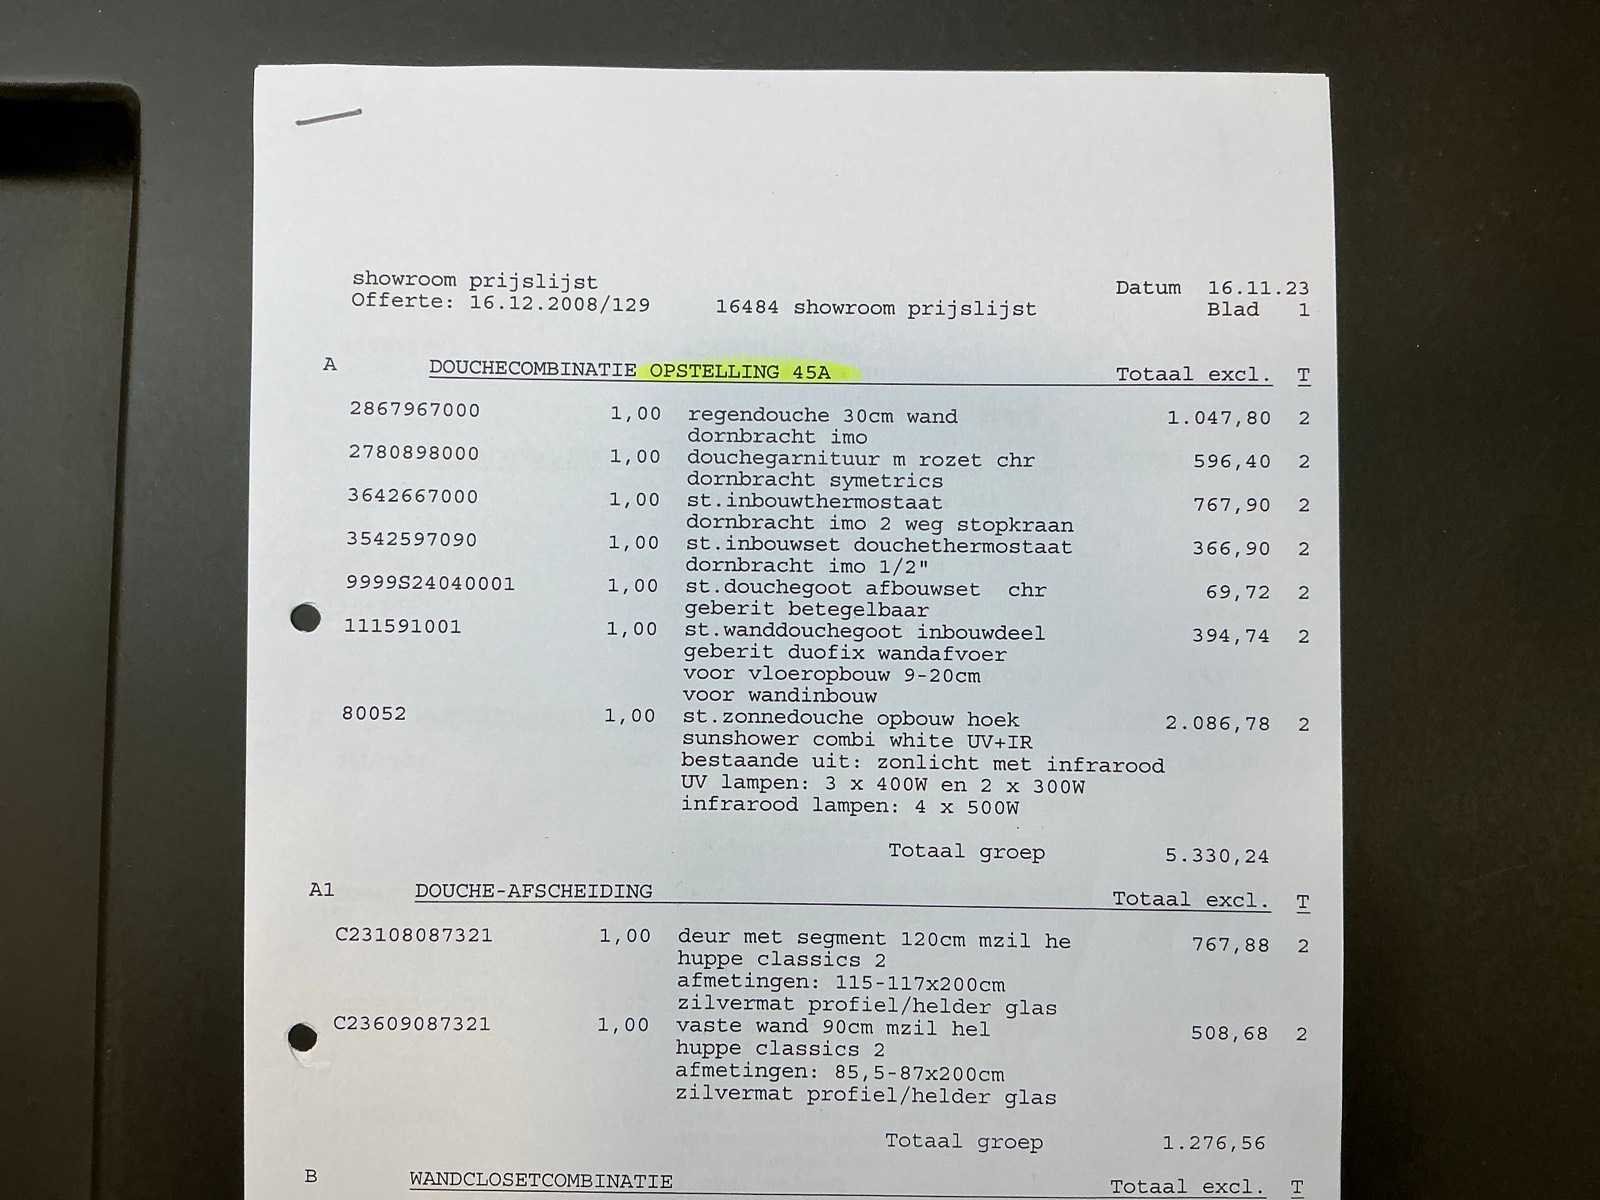 showroom prijslijst
Offerte: 16.12.2008/129 16484 showroom prijslijst Datum 16.11.23
Blad 1
A DOUCHECOMBINATIE OPSTELLING 45A Totaal excl. T
2867967000 1,00 regendouche 30cm wand 1.047,80 2
dornbracht imo
2780898000 1,00 douchegarnituur m rozet chr 596,40 2
dornbracht symetrics
3642667000 1,00 st.inbouwthermostaat 767,90 2
dornbracht imo 2 weg stopkraan
3542597090 1,00 st.inbouwset douchethermostaat 366,90 2
dornbracht imo 1/2"
9999S24040001 1,00 st.douchegoot afbouwset chr 69,72 2
geberit betegelbaar
111591001 1,00 st.wanddouchegoot inbouwdeel 394,74 2
geberit duofix wandafvoer
voor vloeropbouw 9-20cm
voor wandinbouw
80052 1,00 st.zonnedouche opbouw hoek 2.086,78 2
sunshower combi white UV+IR
bestaande uit: zonlicht met infrarood
UV lampen: 3 x 400W en 2 x 300W
infrarood lampen: 4 x 500W
Totaal groep 5.330,24
A1 DOUCHE-AFSCHEIDING Totaal excl. T
C23108087321 1,00 deur met segment 120cm mzil he 767,88 2
huppe classics 2
afmetingen: 115-117x200cm
zilvermat profiel/helder glas
C23609087321 1,00 vaste wand 90cm mzil hel 508,68 2
huppe classics 2
afmetingen: 85,5-87x200cm
zilvermat profiel/helder glas
Totaal groep 1.276,56
B WANDCLOSETCOMBINATIE Totaal excl. T